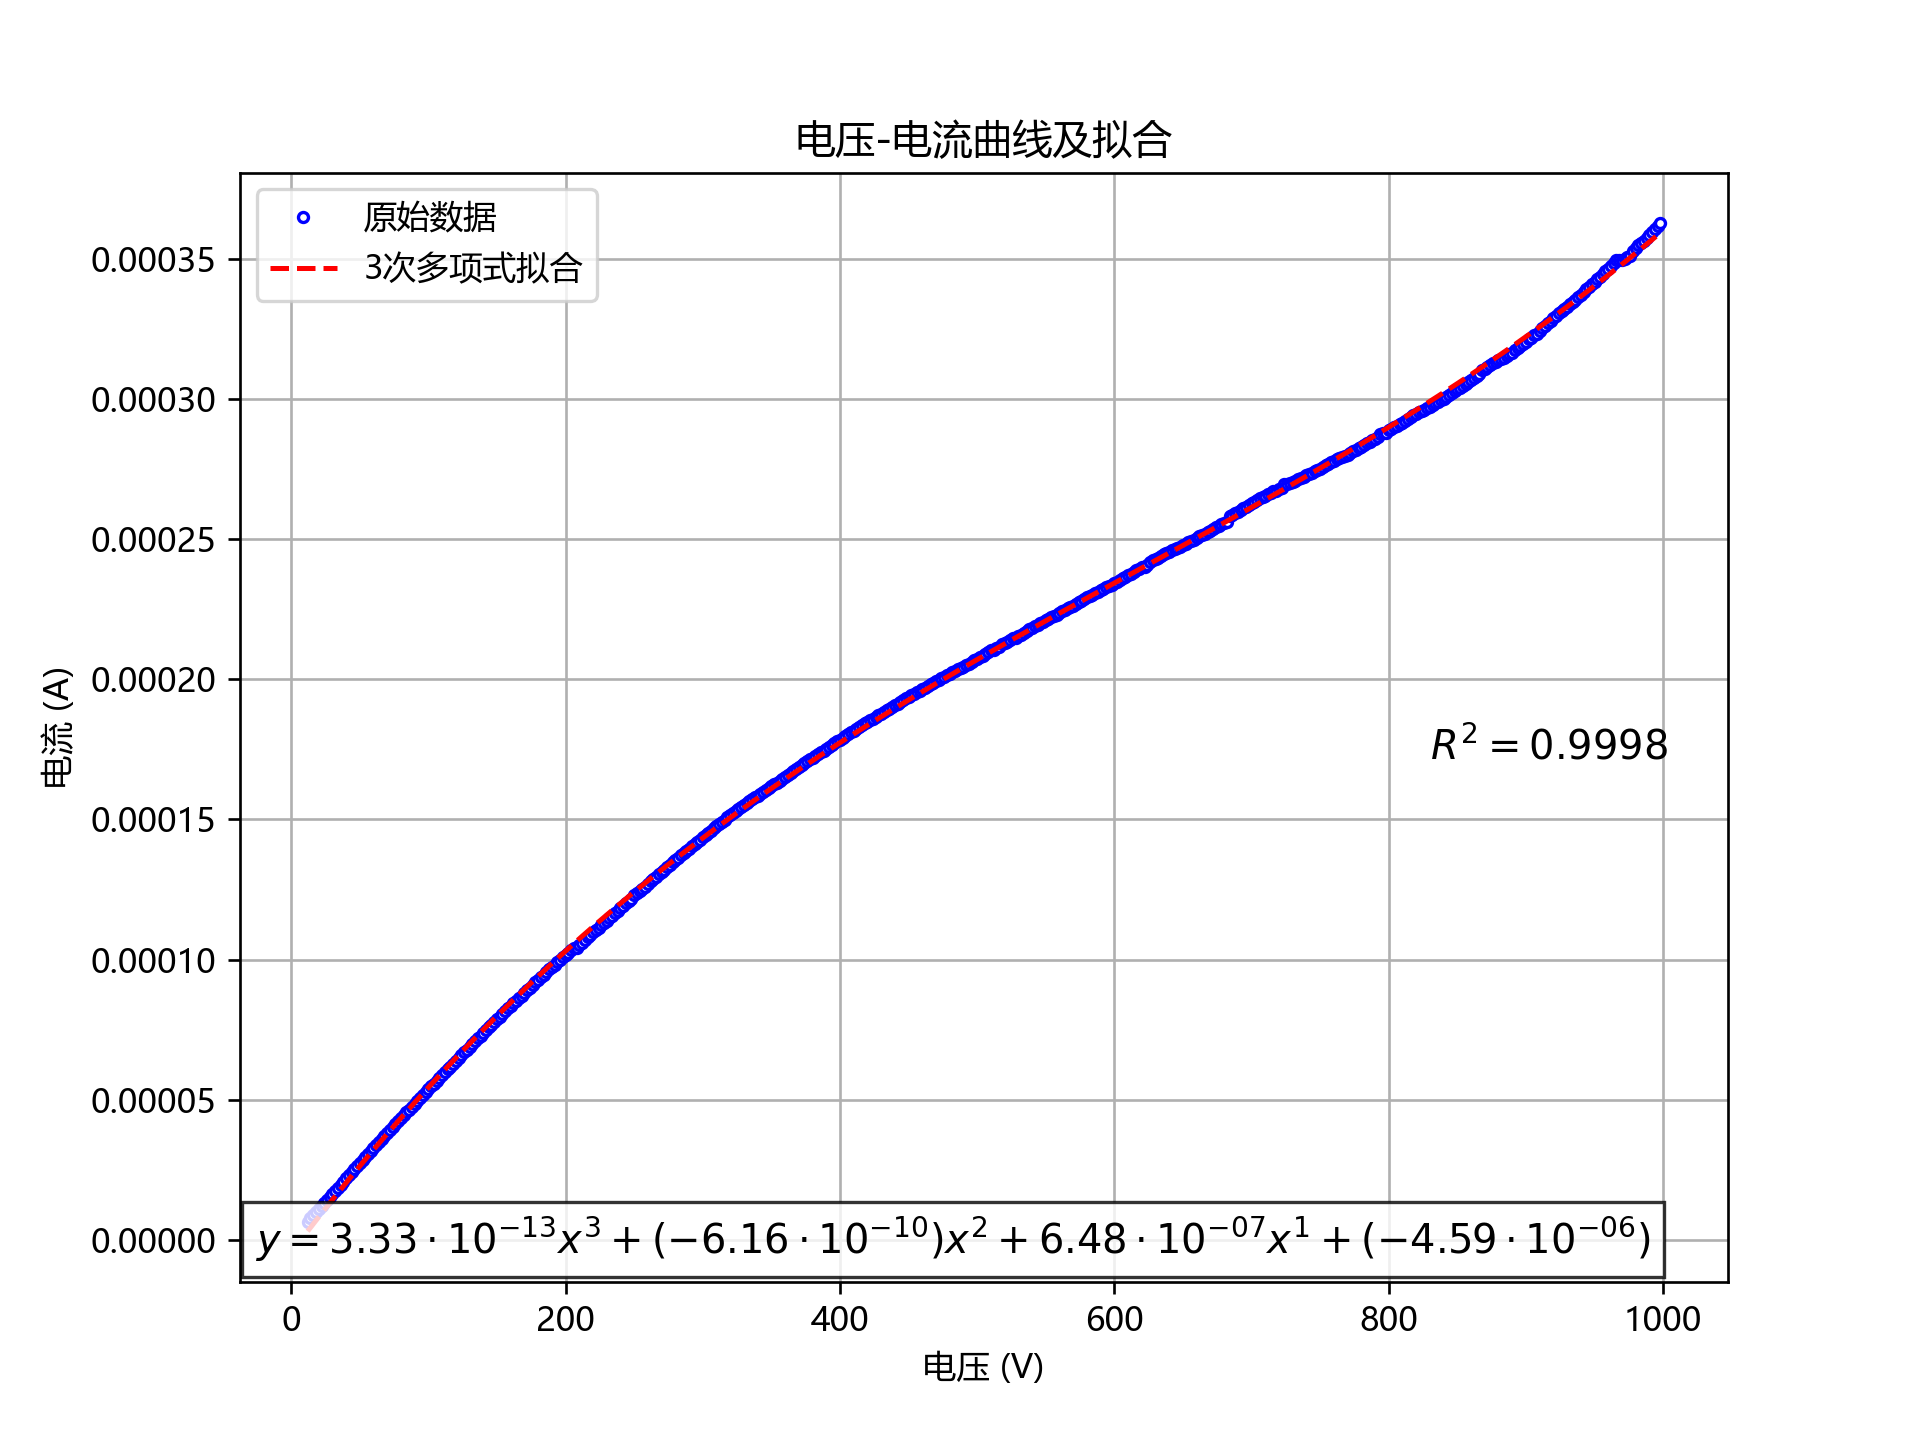 电压-电流曲线及拟合
原始数据
3次多项式拟合
0.00035
0.00030
0.00025
0.00020
0.00015
0.00010
0.00005
0.00000
电流 (A)
R² = 0.9998
y = 3.33 · 10⁻¹³x³ + (−6.16 · 10⁻¹⁰)x² + 6.48 · 10⁻⁰⁷x¹ + (−4.59 · 10⁻⁰⁶)
0 200 400 600 800 1000
电压 (V)